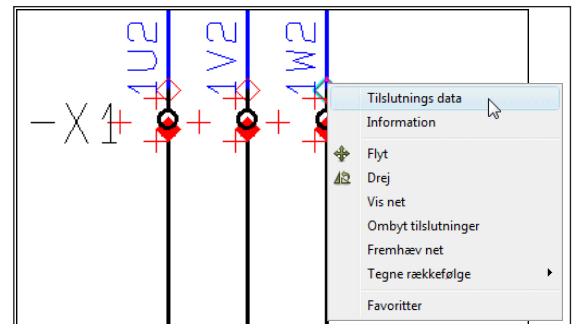 1U2
1V2
1W2
-X1
Tilslutnings data
Information
Flyt
Drej
Vis net
Ombyt tilslutninger
Fremhæv net
Tegne rækkefølge
Favoritter